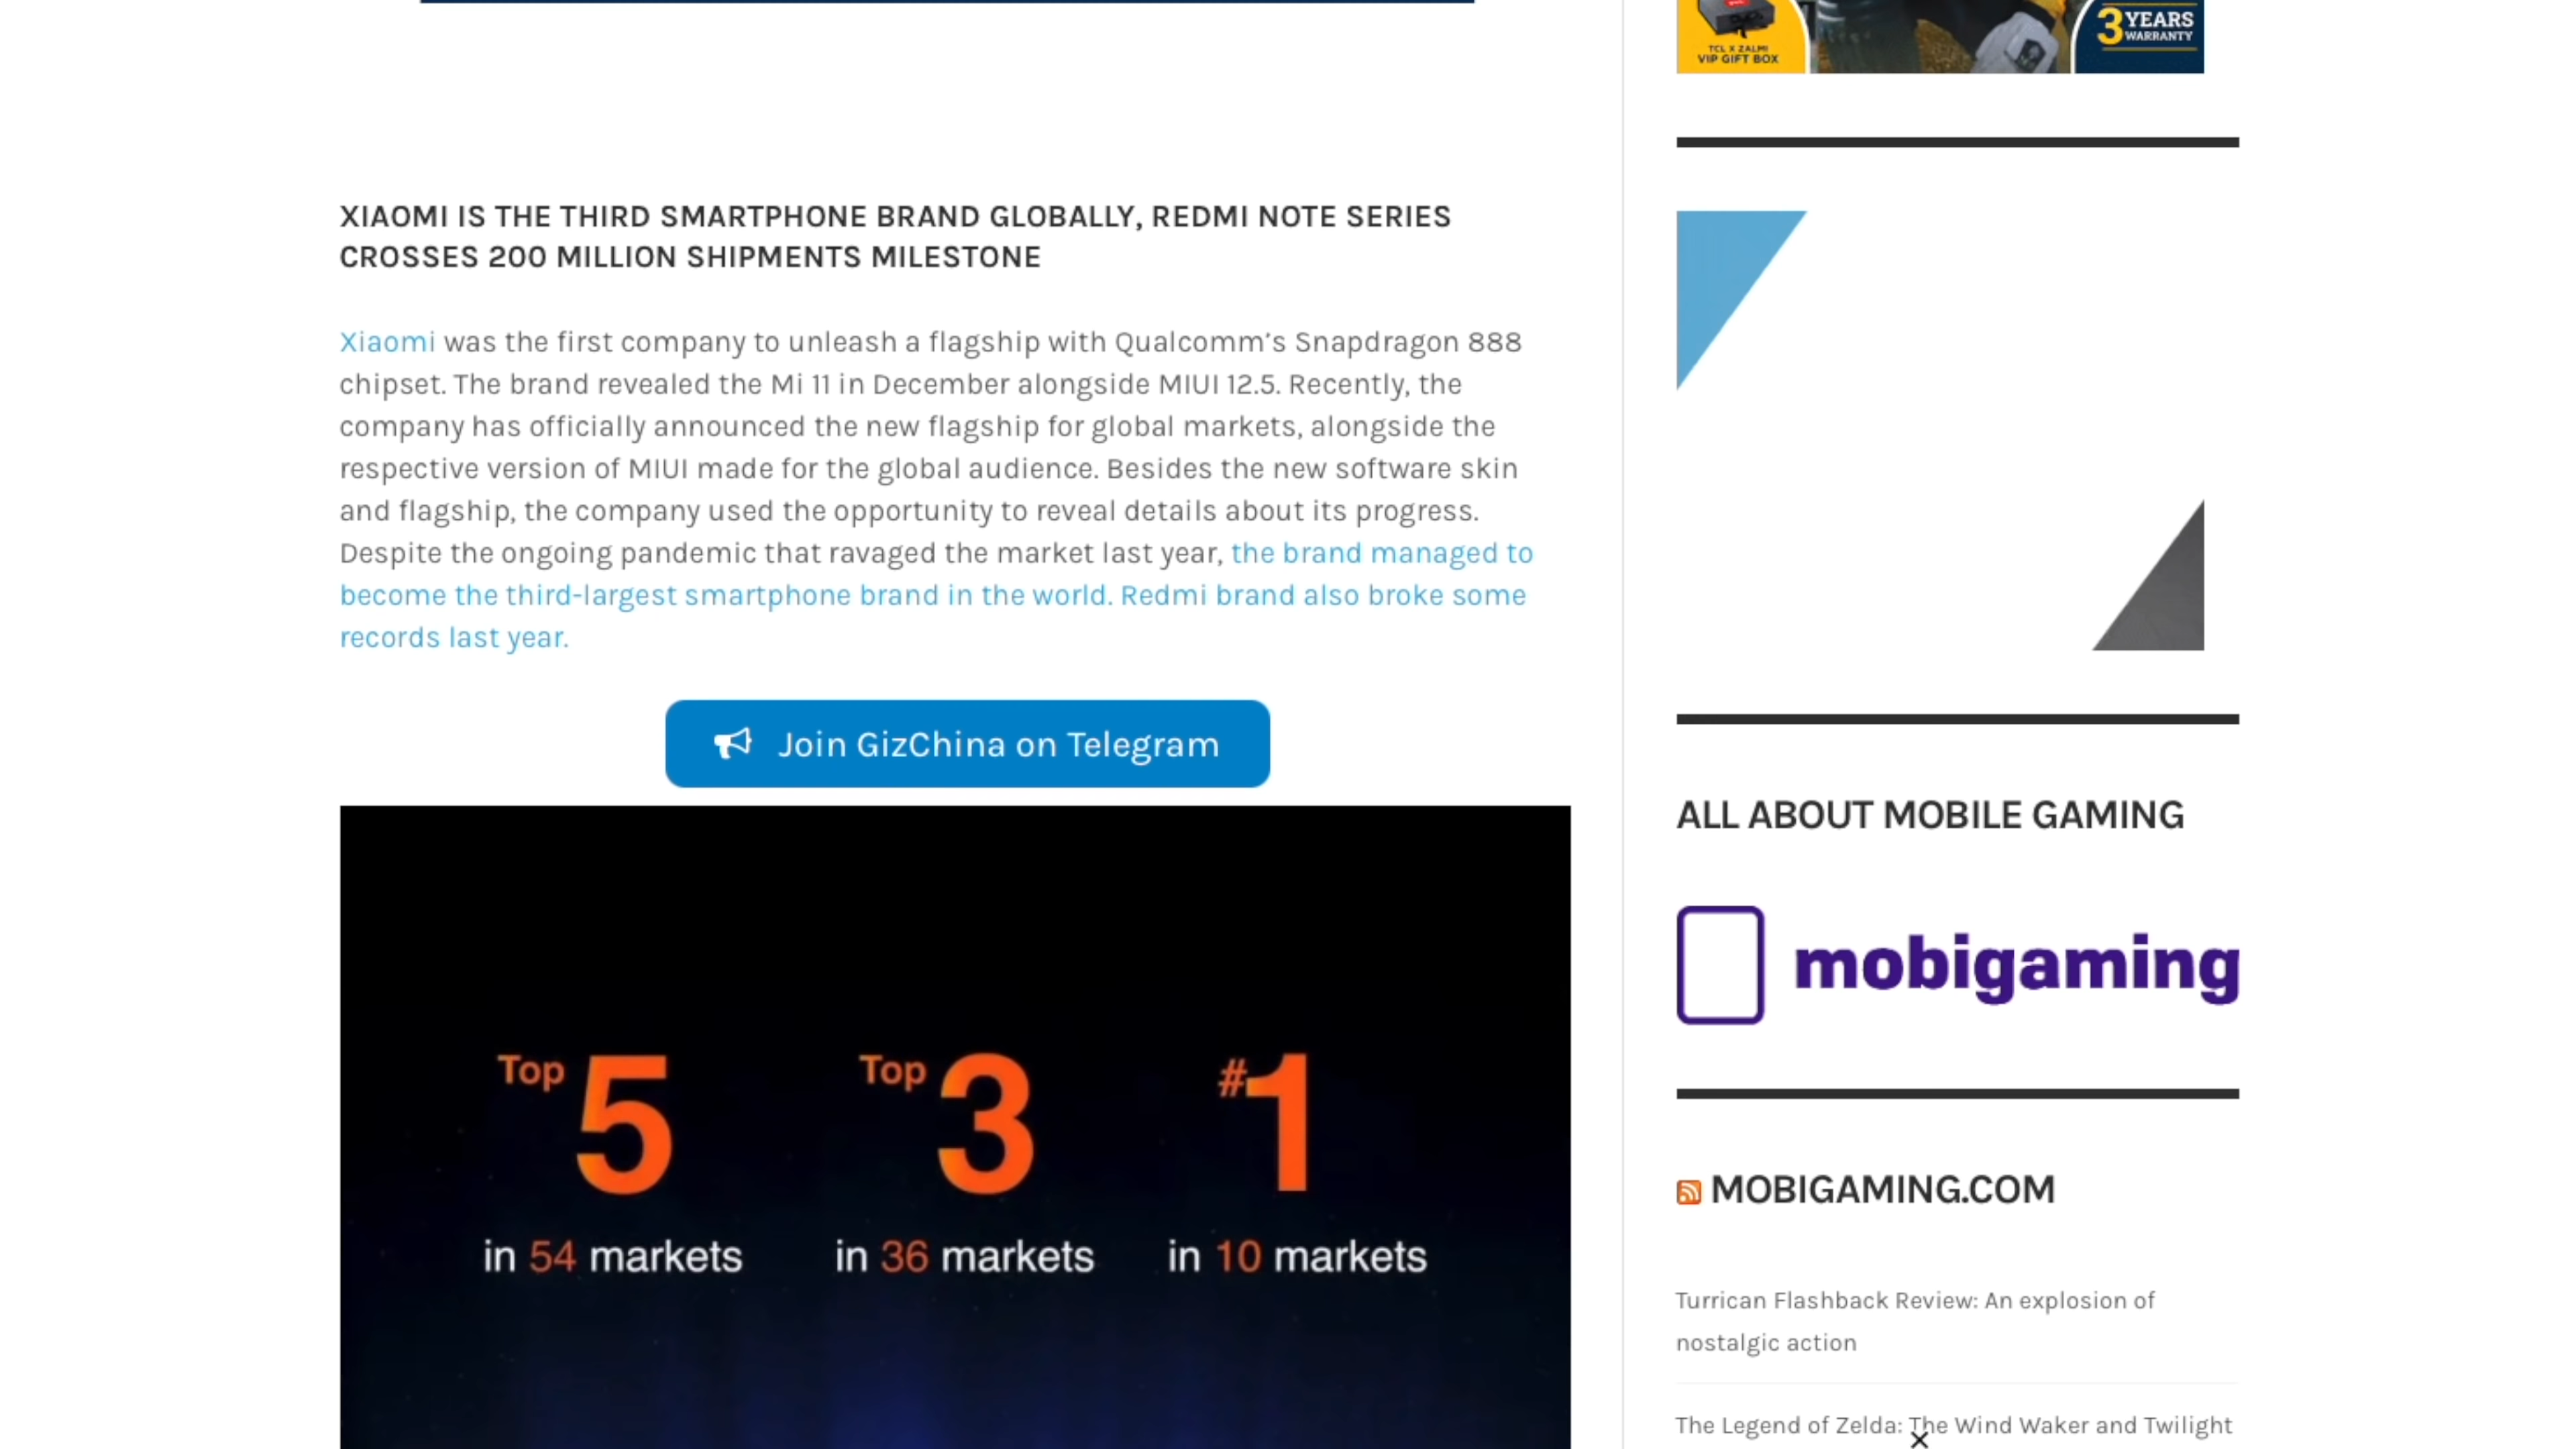 TCL X ZALMI
VIP GIFT BOX
3 YEARS
WARRANTY
XIAOMI IS THE THIRD SMARTPHONE BRAND GLOBALLY, REDMI NOTE SERIES
CROSSES 200 MILLION SHIPMENTS MILESTONE
Xiaomi was the first company to unleash a flagship with Qualcomm’s Snapdragon 888
chipset. The brand revealed the Mi 11 in December alongside MIUI 12.5. Recently, the
company has officially announced the new flagship for global markets, alongside the
respective version of MIUI made for the global audience. Besides the new software skin
and flagship, the company used the opportunity to reveal details about its progress.
Despite the ongoing pandemic that ravaged the market last year, the brand managed to
become the third-largest smartphone brand in the world. Redmi brand also broke some
records last year.
Join GizChina on Telegram
Top 5
in 54 markets
Top 3
in 36 markets
#1
in 10 markets
ALL ABOUT MOBILE GAMING
mobigaming
MOBIGAMING.COM
Turrican Flashback Review: An explosion of
nostalgic action
The Legend of Zelda: The Wind Waker and Twilight